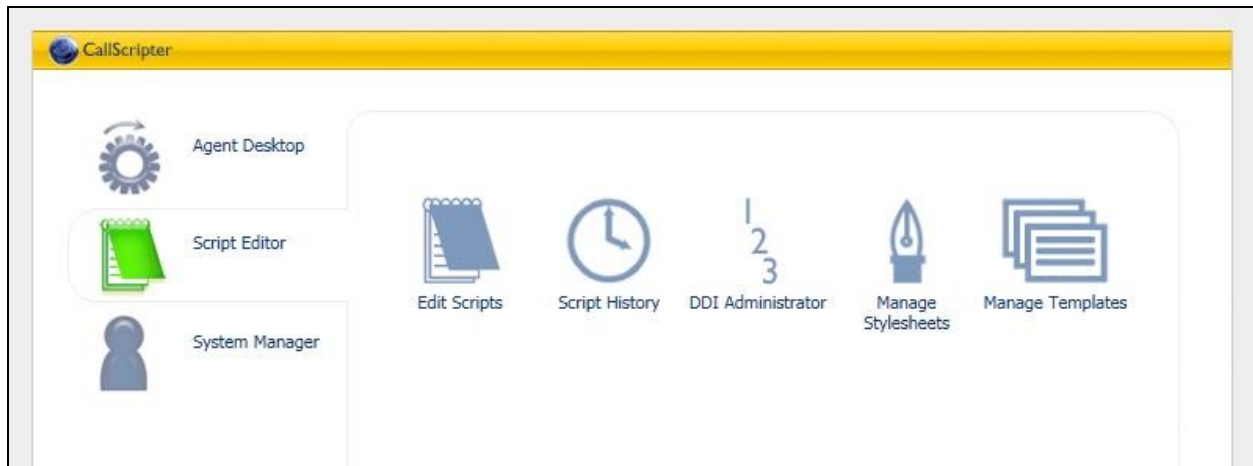 CallScripter
Agent Desktop
Script Editor
System Manager
1
2
3
Edit Scripts
Script History
DDI Administrator
Manage
Stylesheets
Manage Templates